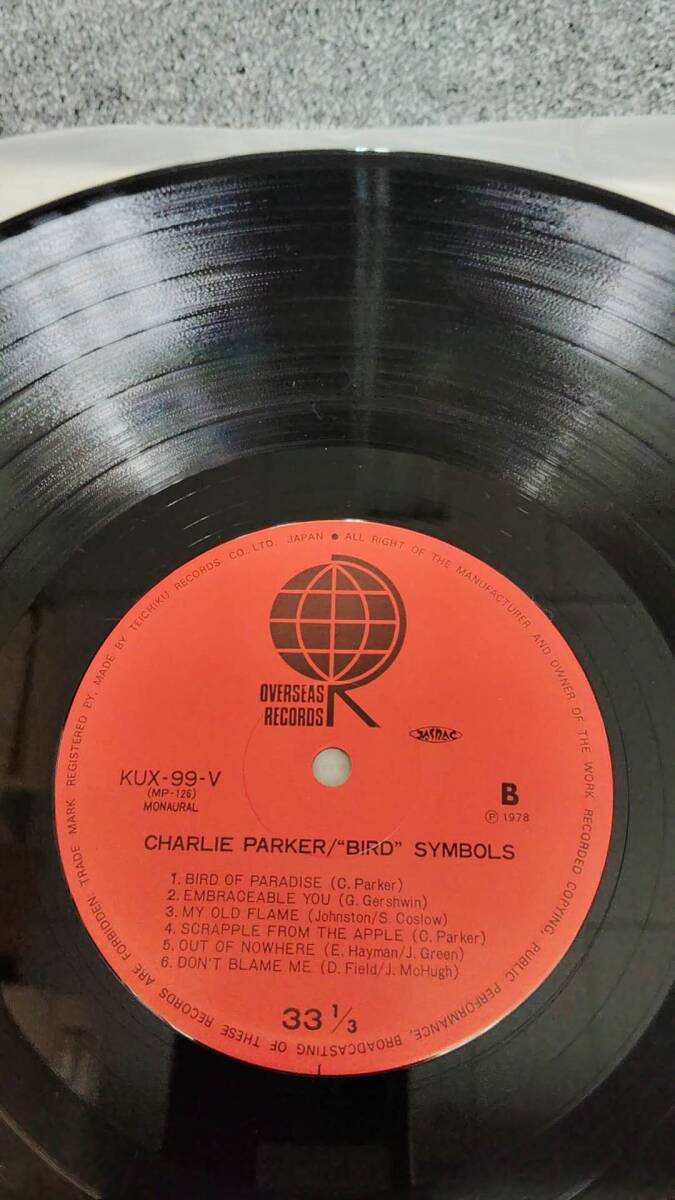 TRADE MARK REGISTERED BY, MADE BY TEICHIKU RECORDS CO., LTD. JAPAN • ALL RIGHT OF THE MANUFACTURER AND OWNER OF THE WORK RECORDED COPYING, PUBLIC PERFORMANCE, BROADCASTING OF THESE RECORDS ARE FORBIDDEN
OVERSEAS
RECORDS
JASRAC
KUX-99-V
(MP-126)
MONAURAL
B
Ⓟ 1978
CHARLIE PARKER/"BIRD" SYMBOLS
1. BIRD OF PARADISE (C. Parker)
2. EMBRACEABLE YOU (G. Gershwin)
3. MY OLD FLAME (Johnston/S. Coslow)
4. SCRAPPLE FROM THE APPLE (C. Parker)
5. OUT OF NOWHERE (E. Hayman/J. Green)
6. DON'T BLAME ME (D. Field/J. McHugh)
33 1/3